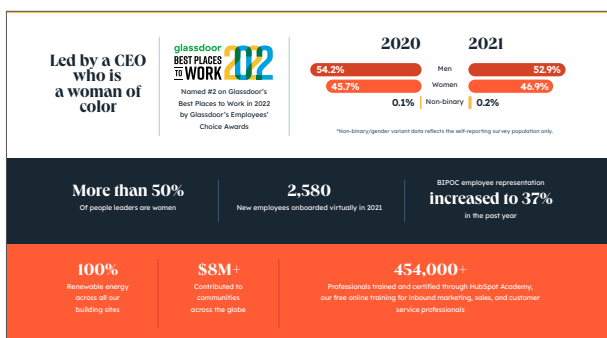 Led by a CEO
who is
a woman of
color
glassdoor
BEST PLACES
TO WORK
2022
Named #2 on Glassdoor's
Best Places to Work in 2022
by Glassdoor's Employees'
Choice Awards
2020 2021
54.2% Men 52.9%
45.7% Women 46.9%
0.1% Non-binary 0.2%
*Non-binary/gender variant data reflects the self-reporting survey population only.
More than 50%
Of people leaders are women
2,580
New employees onboarded virtually in 2021
BIPOC employee representation
increased to 37%
in the past year
100%
Renewable energy
across all our
building sites
$8M+
Contributed to
communities
across the globe
454,000+
Professionals trained and certified through HubSpot Academy,
our free online training for inbound marketing, sales, and customer
service professionals